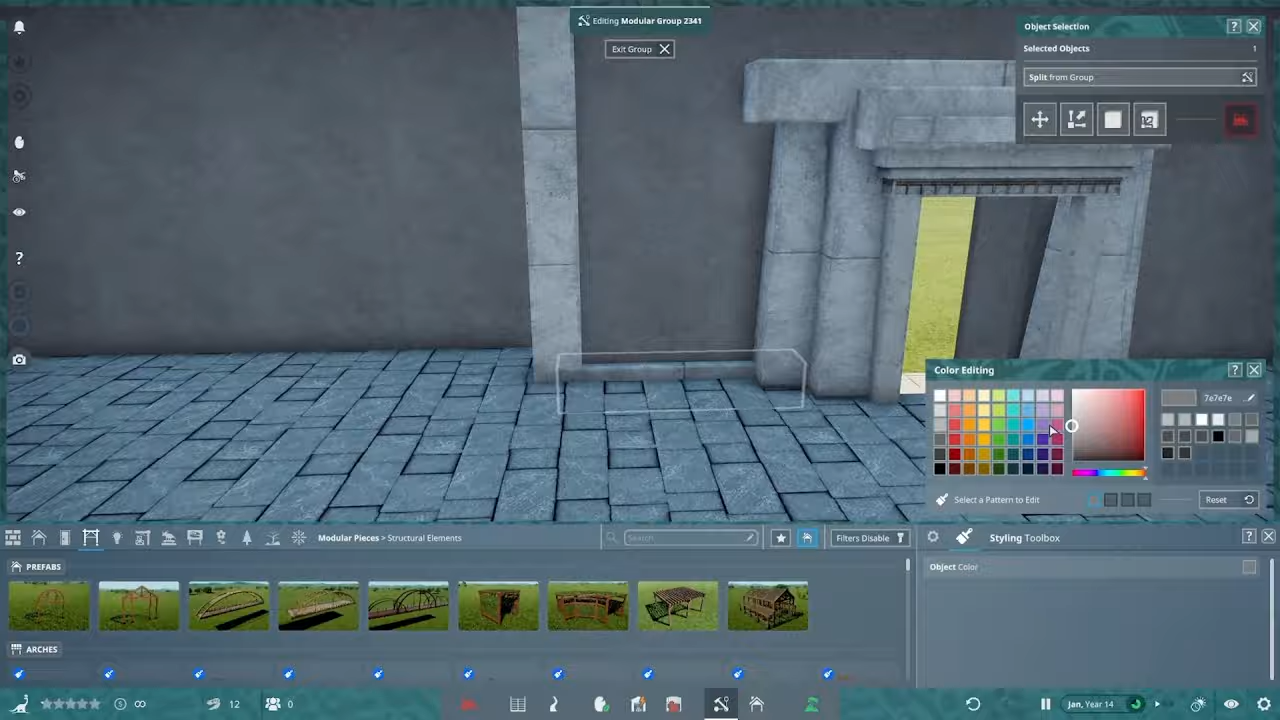 Editing Modular Group 2341
Exit Group
Object Selection
?
Selected Objects 1
Split from Group
?
Color Editing ?
7e7e7e
Select a Pattern to Edit
Reset
Modular Pieces > Structural Elements
Search
Filters Disable
Styling Toolbox ?
PREFABS
Object Color
ARCHES
∞
12
0
Jan, Year 14